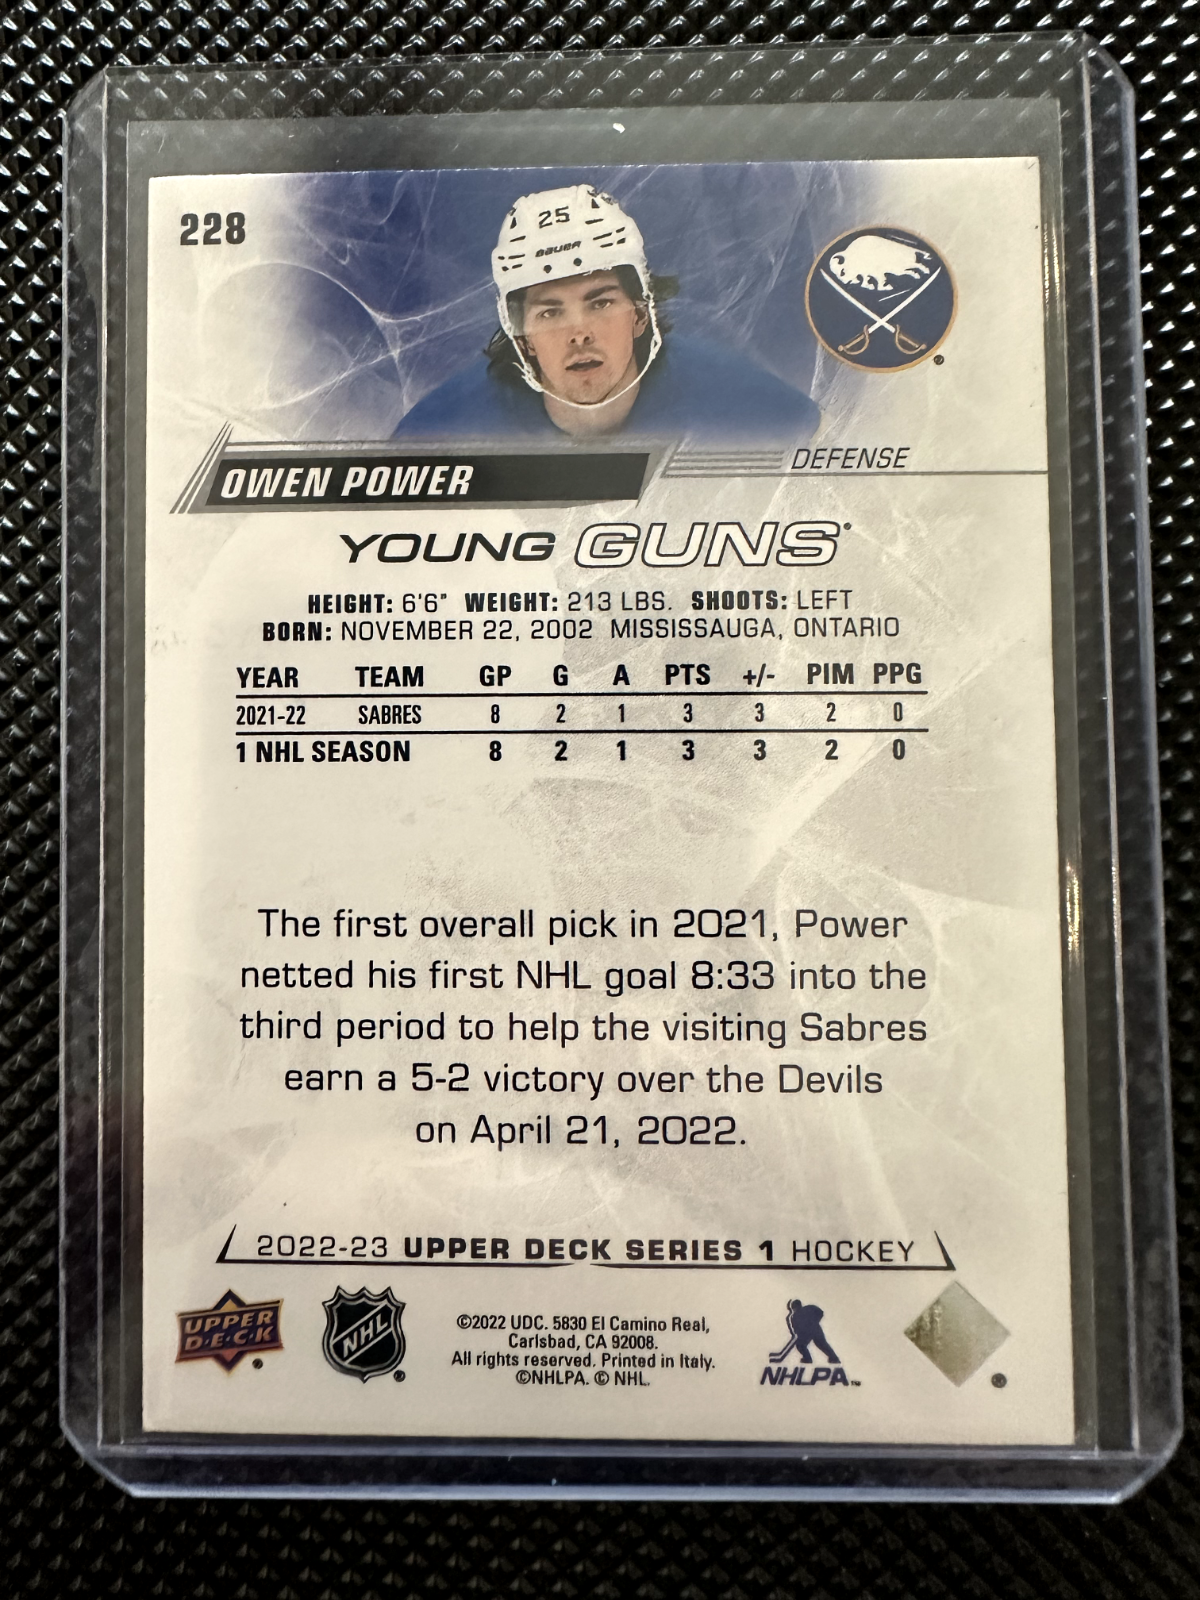 228
25
BAUER
OWEN POWER
DEFENSE
YOUNG GUNS
HEIGHT: 6'6" WEIGHT: 213 LBS. SHOOTS: LEFT
BORN: NOVEMBER 22, 2002 MISSISSAUGA, ONTARIO
YEAR TEAM GP G A PTS +/- PIM PPG
2021-22 SABRES 8 2 1 3 3 2 0
1 NHL SEASON 8 2 1 3 3 2 0
The first overall pick in 2021, Power
netted his first NHL goal 8:33 into the
third period to help the visiting Sabres
earn a 5-2 victory over the Devils
on April 21, 2022.
2022-23 UPPER DECK SERIES 1 HOCKEY
UPPER
D·E·C·K
NHL
©2022 UDC. 5830 El Camino Real,
Carlsbad, CA 92008.
All rights reserved. Printed in Italy.
©NHLPA. © NHL.
NHLPA™